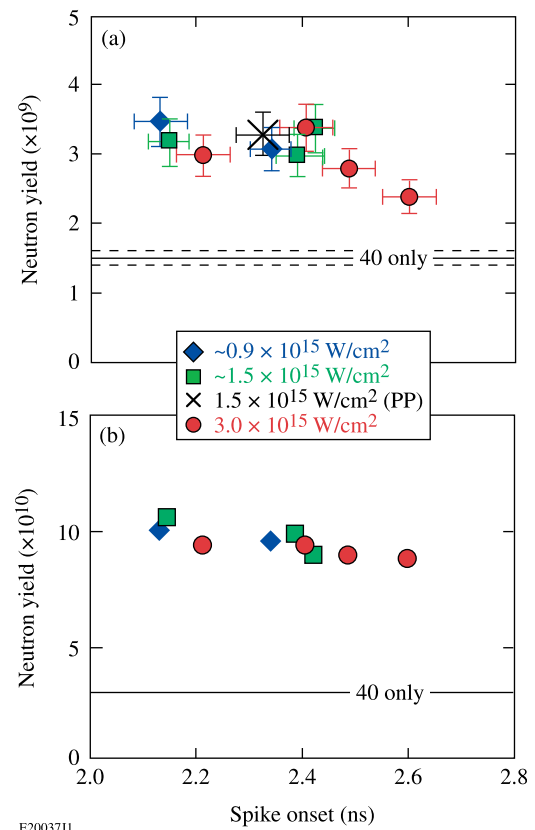 5
(a)
4
3
2
40 only
1
0
Neutron yield (×10⁹)
~0.9 × 10¹⁵ W/cm²
~1.5 × 10¹⁵ W/cm²
1.5 × 10¹⁵ W/cm² (PP)
3.0 × 10¹⁵ W/cm²
15
(b)
10
5
40 only
0
Neutron yield (×10¹⁰)
2.0 2.2 2.4 2.6 2.8
Spike onset (ns)